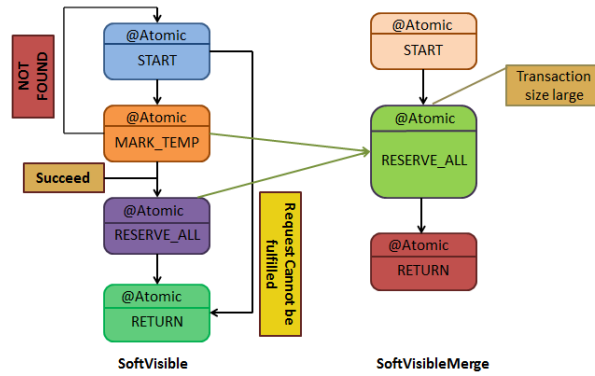 @Atomic
START
NOT
FOUND
@Atomic
MARK_TEMP
Succeed
@Atomic
RESERVE_ALL
Request Cannot be
fulfilled
@Atomic
RETURN
SoftVisible
@Atomic
START
Transaction
size large
@Atomic
RESERVE_ALL
@Atomic
RETURN
SoftVisibleMerge